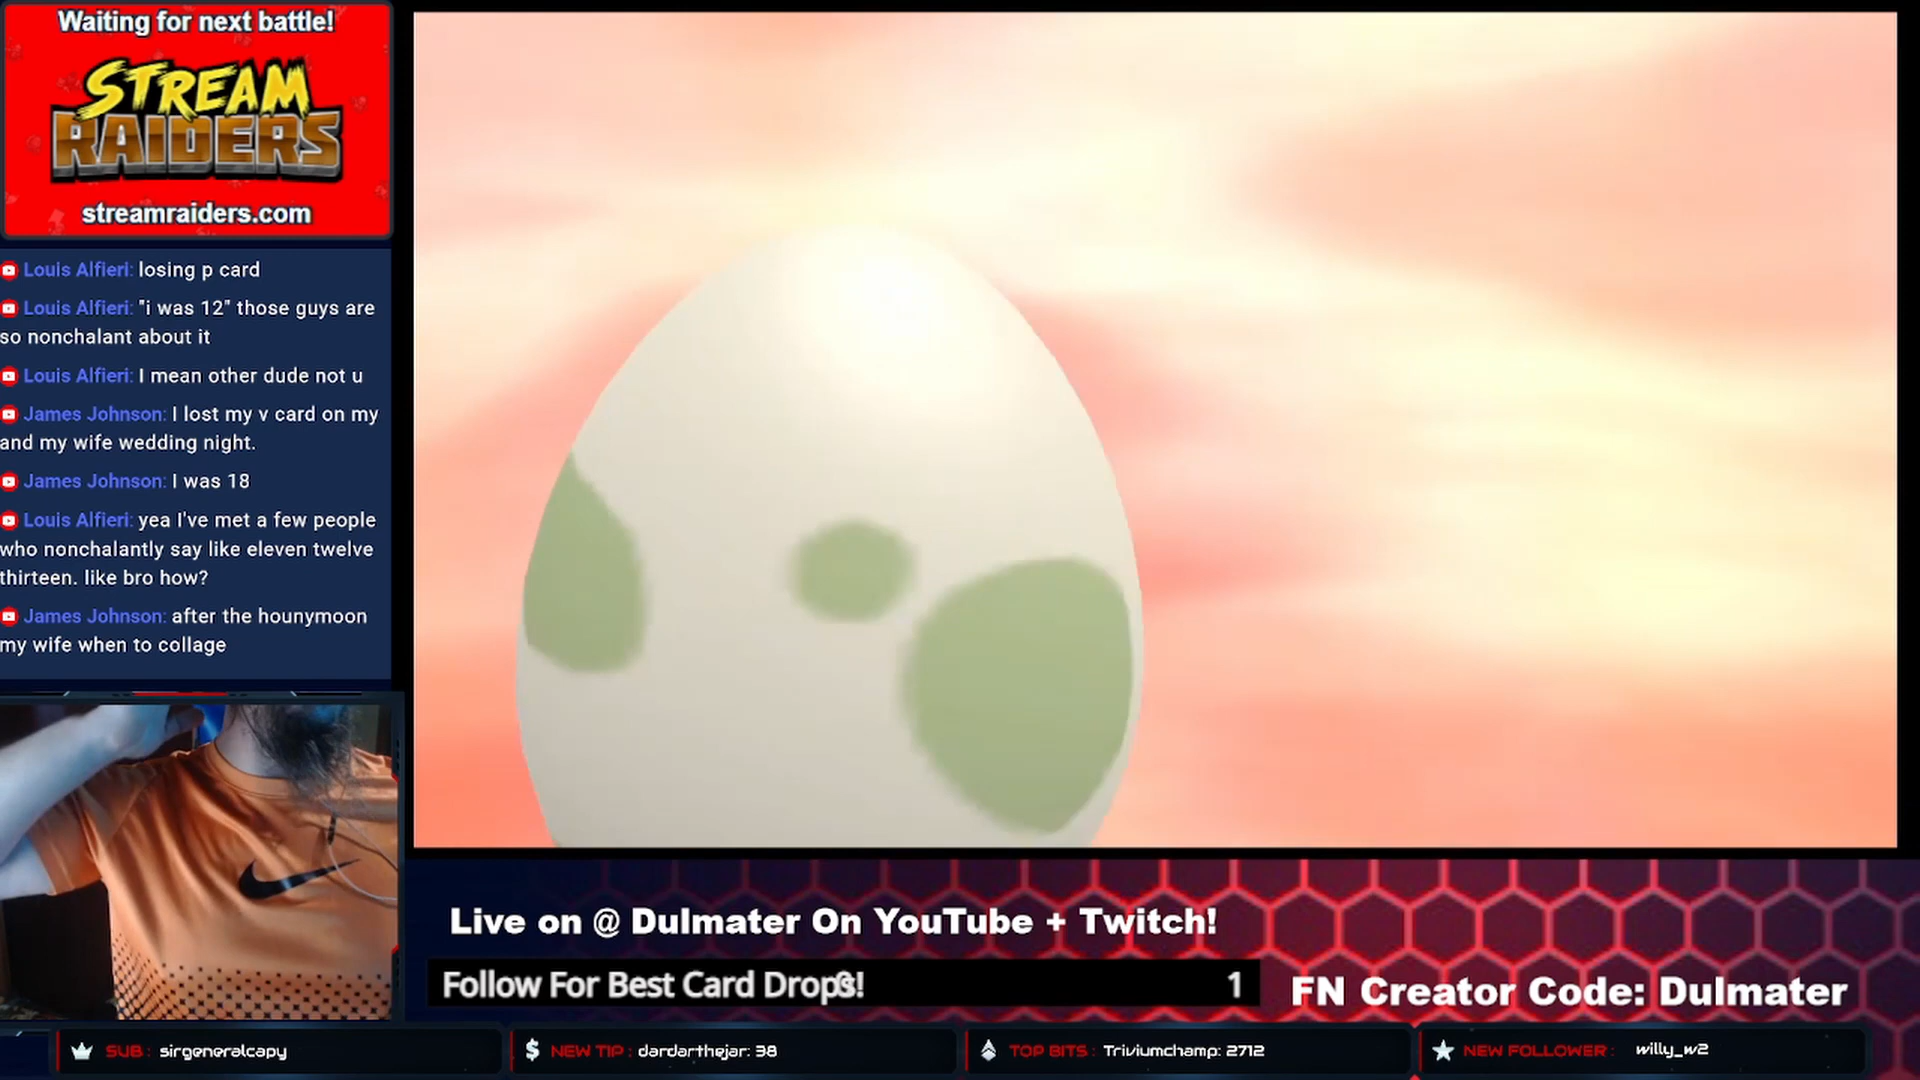 Waiting for next battle!
STREAM
RAIDERS
streamraiders.com
Louis Alfieri: losing p card
Louis Alfieri: "i was 12" those guys are
so nonchalant about it
Louis Alfieri: I mean other dude not u
James Johnson: I lost my v card on my
and my wife wedding night.
James Johnson: I was 18
Louis Alfieri: yea I've met a few people
who nonchalantly say like eleven twelve
thirteen. like bro how?
James Johnson: after the hounymoon
my wife when to collage
Live on @ Dulmater On YouTube + Twitch!
Follow For Best Card Drops! 1
FN Creator Code: Dulmater
SUB: sirgeneralcapy
NEW TIP: dardarthejar: 38
TOP BITS: Triviumchamp: 2712
NEW FOLLOWER: willy_w2